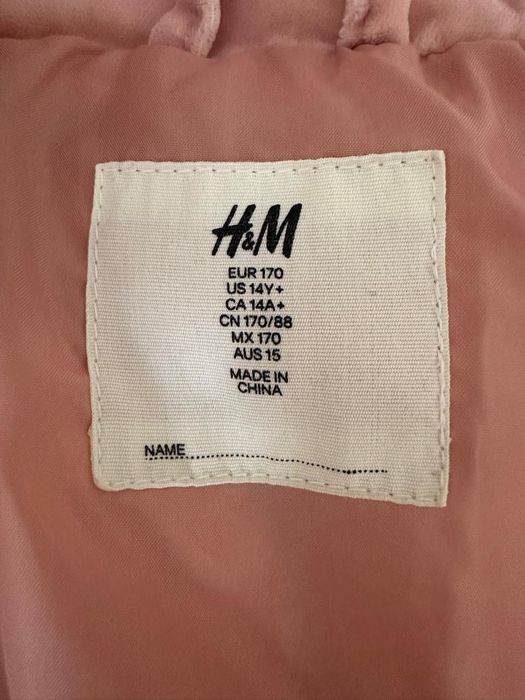 H&M
EUR 170
US 14Y+
CA 14A+
CN 170/88
MX 170
AUS 15
MADE IN
CHINA
NAME